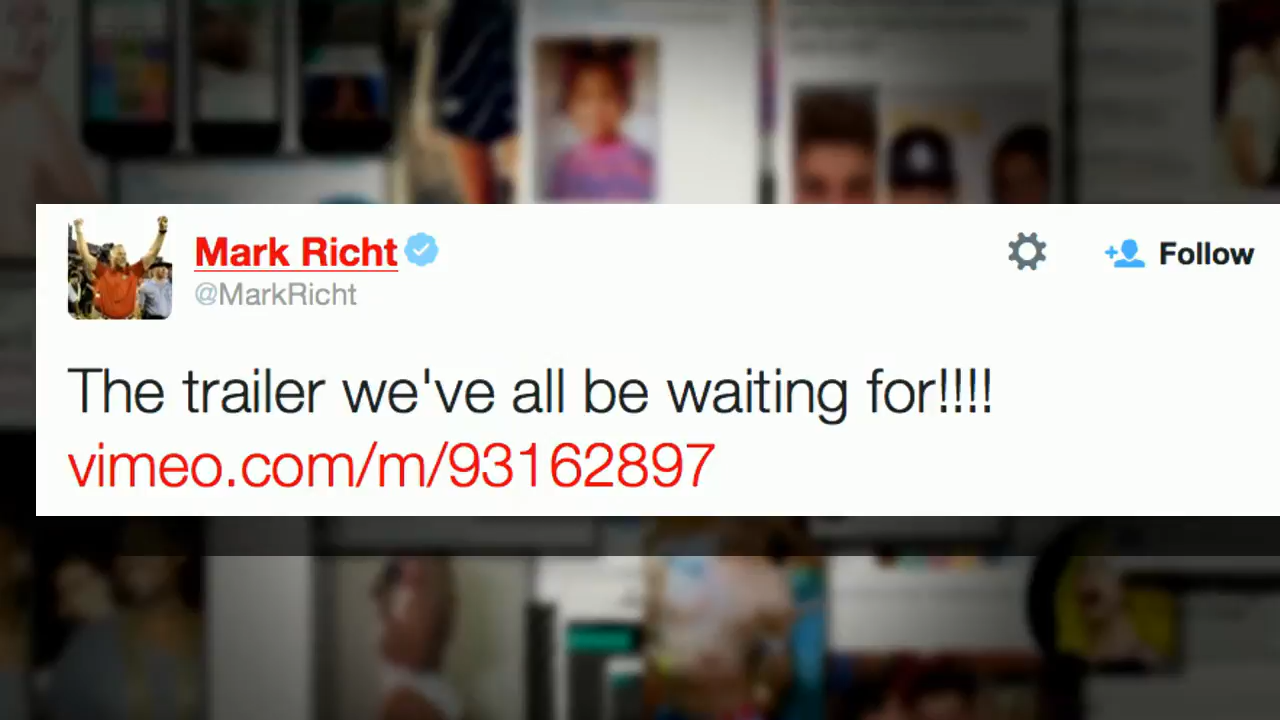 Mark Richt
Follow
@MarkRicht
The trailer we've all be waiting for!!!!
vimeo.com/m/93162897